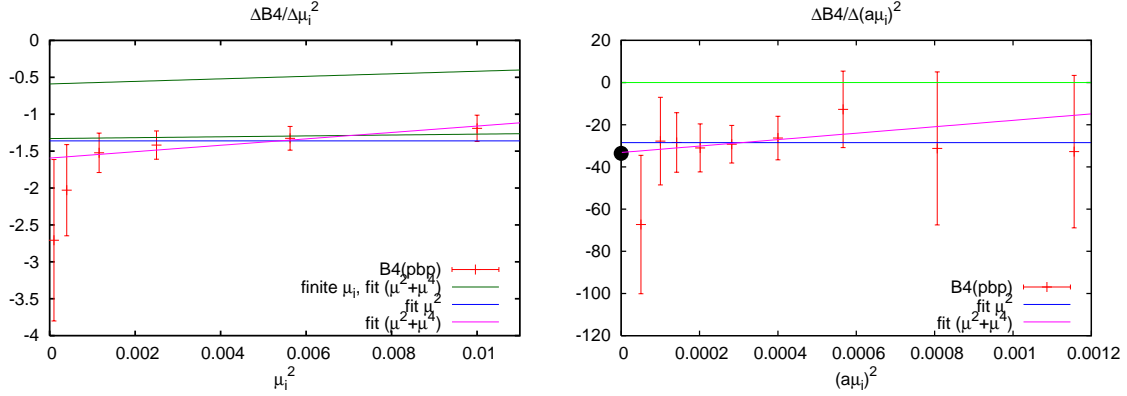 ΔB4/Δμᵢ²
0
-0.5
-1
-1.5
-2
-2.5
-3
-3.5
-4
0
0.002
0.004
0.006
0.008
0.01
μᵢ²
B4(pbp)
finite μᵢ, fit (μ²+μ⁴)
fit μ²
fit (μ²+μ⁴)
ΔB4/Δ(aμᵢ)²
20
0
-20
-40
-60
-80
-100
-120
0
0.0002
0.0004
0.0006
0.0008
0.001
0.0012
(aμᵢ)²
B4(pbp)
fit μ²
fit (μ²+μ⁴)